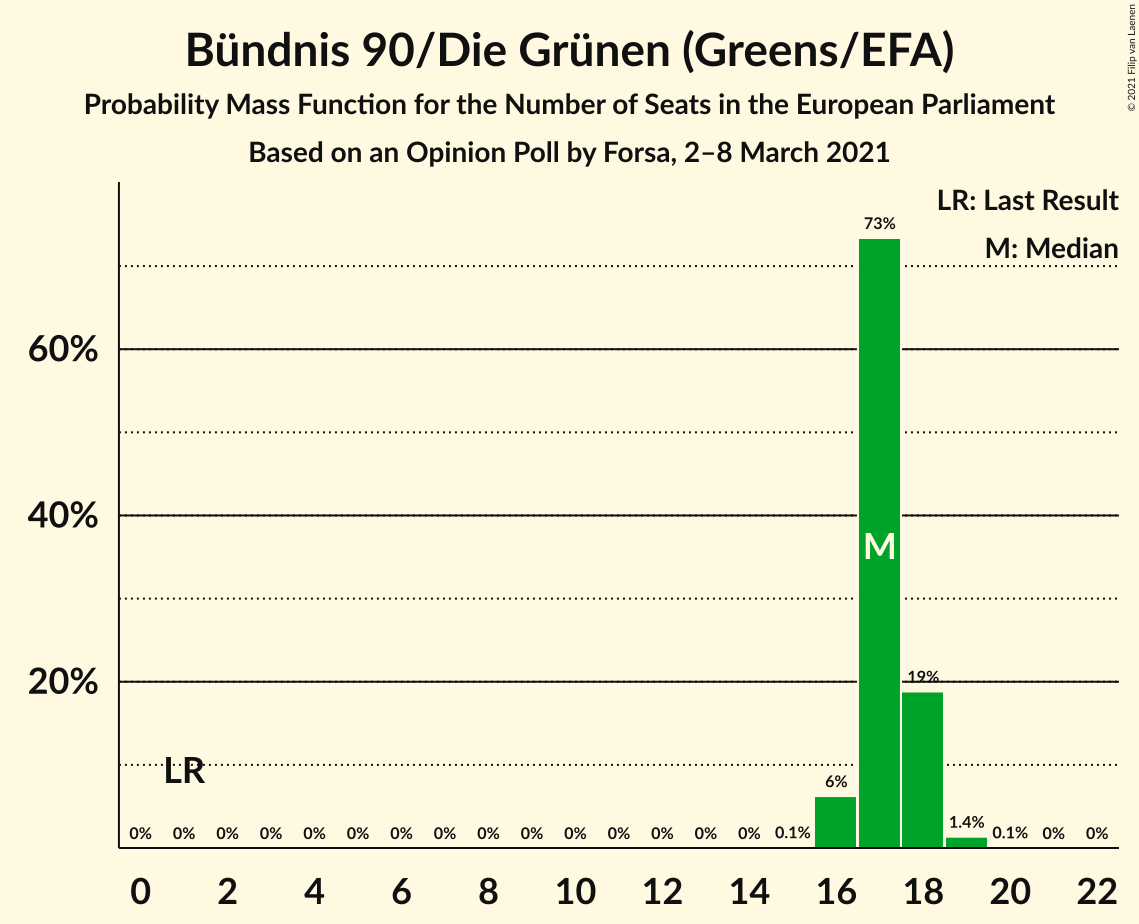 Bündnis 90/Die Grünen (Greens/EFA)
Probability Mass Function for the Number of Seats in the European Parliament
Based on an Opinion Poll by Forsa, 2–8 March 2021
© 2021 Filip van Laenen
LR: Last Result
M: Median
73%
60%
40%
M
20%
19%
LR
6%
0% 0% 0% 0% 0% 0% 0% 0% 0% 0% 0% 0% 0% 0% 0% 0.1% 1.4% 0.1% 0% 0%
0 2 4 6 8 10 12 14 16 18 20 22